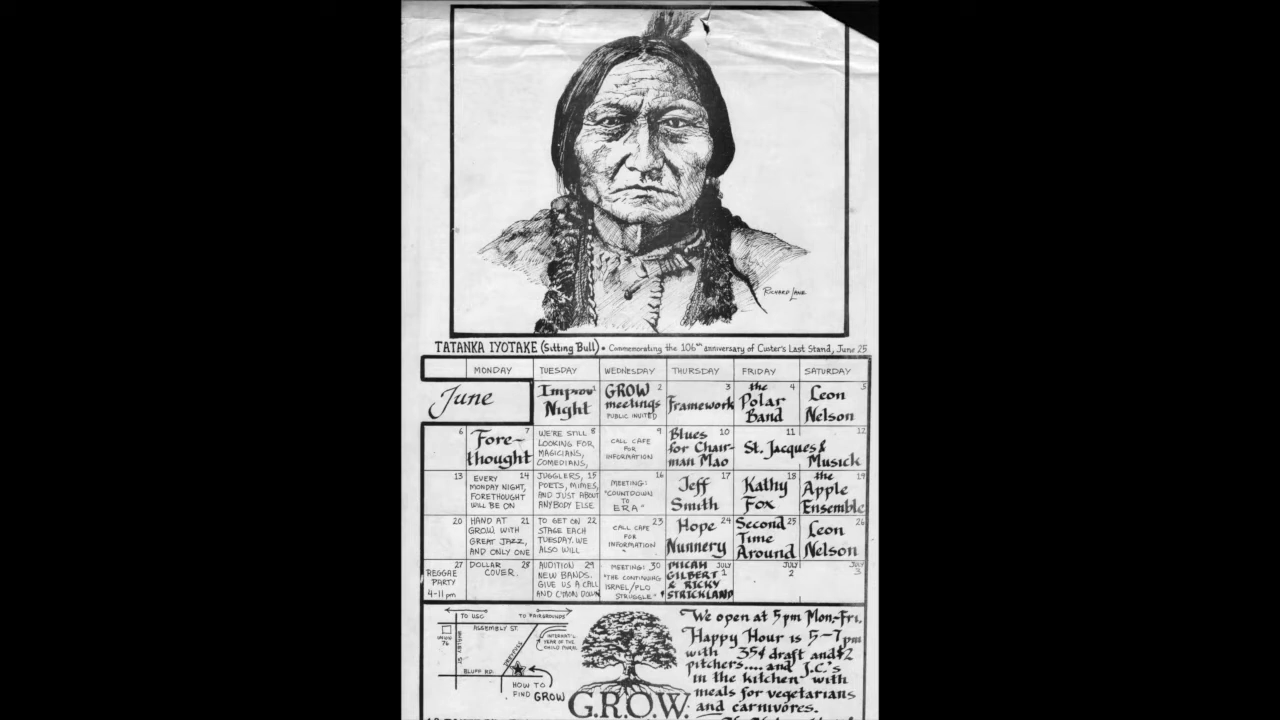 RICHARD LANE
TATANKA IYOTAKE (Sitting Bull) • Commemorating the 106th anniversary of Custer's Last Stand, June 25
MONDAY TUESDAY WEDNESDAY THURSDAY FRIDAY SATURDAY
June
1 Improv Night
2 GROW meetings PUBLIC INVITED
3 Framework
4 the Polar Band
5 Leon Nelson
6
7 Forethought
8 WE'RE STILL LOOKING FOR MAGICIANS, COMEDIANS,
9 CALL CAFE FOR INFORMATION
10 Blues for Chairman Mao
11 12 St. Jacques & Musick
13
14 EVERY MONDAY NIGHT, FORETHOUGHT WILL BE ON
15 JUGGLERS, POETS, MIMES, AND JUST ABOUT ANYBODY ELSE
16 MEETING: "COUNTDOWN TO ERA"
17 Jeff Smith
18 Kathy Fox
19 the Apple Ensemble
20
21 HAND AT GROW. WITH GREAT JAZZ, AND ONLY ONE
22 TO GET ON STAGE EACH TUESDAY. WE ALSO WILL
23 CALL CAFE FOR INFORMATION
24 Hope Nunnery
25 Second Time Around
26 Leon Nelson
27 REGGAE PARTY 4-11 pm
28 DOLLAR COVER.
29 AUDITION NEW BANDS. GIVE US A CALL AND C'MON DOWN
30 MEETING: "THE CONTINUING ISRAEL/PLO STRUGGLE"
JULY 1 MICAH GILBERT & RICKY STRICKLAND
JULY 2
JULY 3
TO USC TO FAIRGROUNDS
ASSEMBLY ST.
UNION 76
WHALEY ST.
INTERNAT'L YEAR OF THE CHILD MURAL
BLUFF RD.
HOW TO
FIND GROW
G.R.O.W.
We open at 5pm Mon.-Fri.
Happy Hour is 5-7pm
with 35¢ draft and $2
pitchers.... and J.C.'s
in the kitchen with
meals for vegetarians
and carnivores.